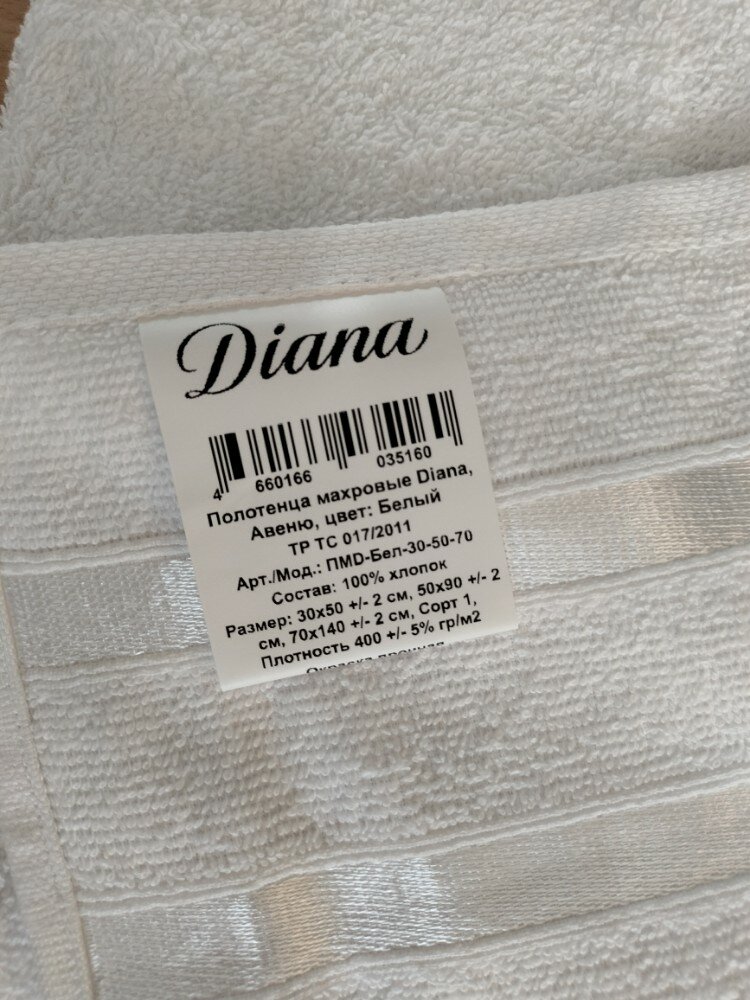 Diana
4 660166 035160
Полотенца махровые Diana,
Авеню, цвет: Белый
ТР ТС 017/2011
Арт./Мод.: ПМD-Бел-30-50-70
Состав: 100% хлопок
Размер: 30х50 +/- 2 см, 50х90 +/- 2
см, 70х140 +/- 2 см, Сорт 1,
Плотность 400 +/- 5% гр/м2